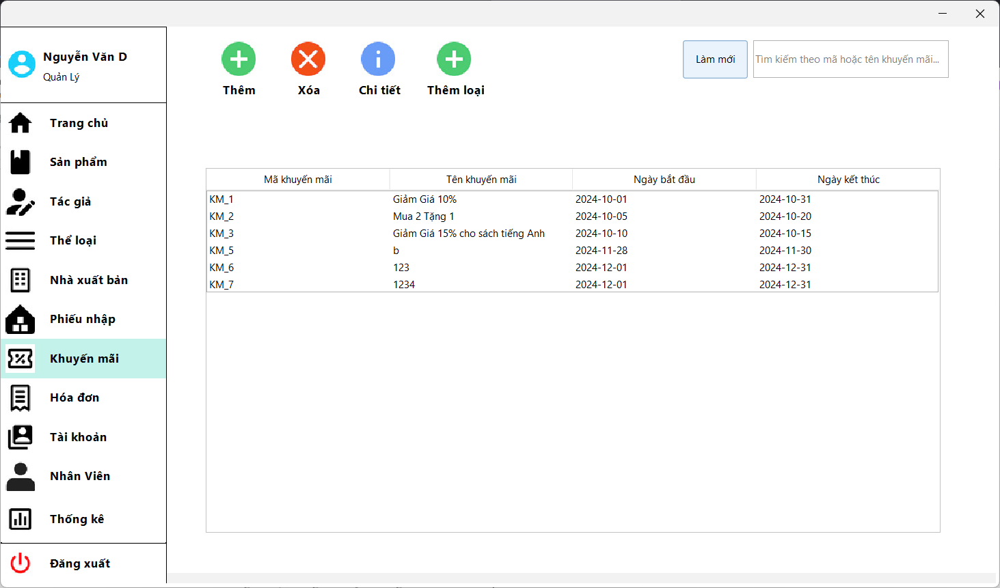 Nguyễn Văn D
Quản Lý
Trang chủ
Sản phẩm
Tác giả
Thể loại
Nhà xuất bản
Phiếu nhập
Khuyến mãi
Hóa đơn
Tài khoản
Nhân Viên
Thống kê
Đăng xuất
Thêm Xóa Chi tiết Thêm loại
Làm mới Tìm kiếm theo mã hoặc tên khuyến mãi...
Mã khuyến mãi Tên khuyến mãi Ngày bắt đầu Ngày kết thúc
KM_1 Giảm Giá 10% 2024-10-01 2024-10-31
KM_2 Mua 2 Tặng 1 2024-10-05 2024-10-20
KM_3 Giảm Giá 15% cho sách tiếng Anh 2024-10-10 2024-10-15
KM_5 b 2024-11-28 2024-11-30
KM_6 123 2024-12-01 2024-12-31
KM_7 1234 2024-12-01 2024-12-31